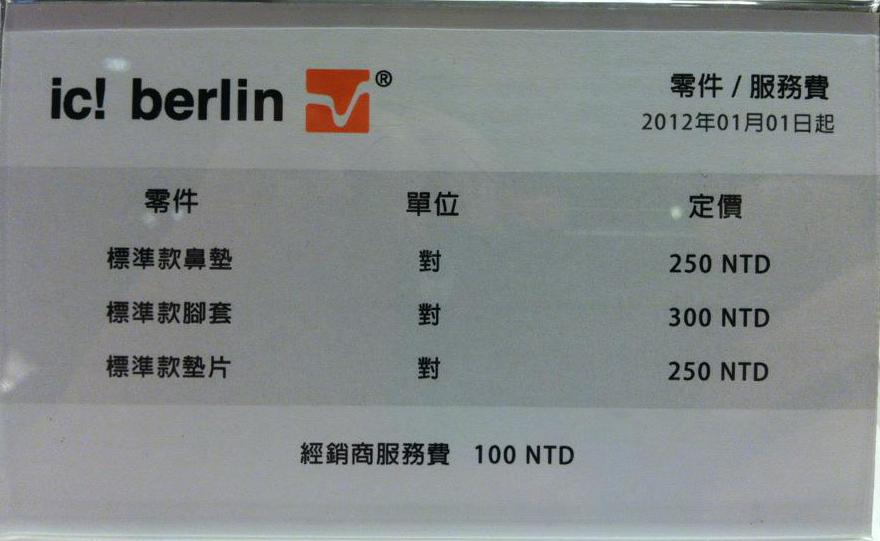 ic! berlin ®
零件 / 服務費
2012年01月01日起
零件 單位 定價
標準款鼻墊 對 250 NTD
標準款腳套 對 300 NTD
標準款墊片 對 250 NTD
經銷商服務費 100 NTD